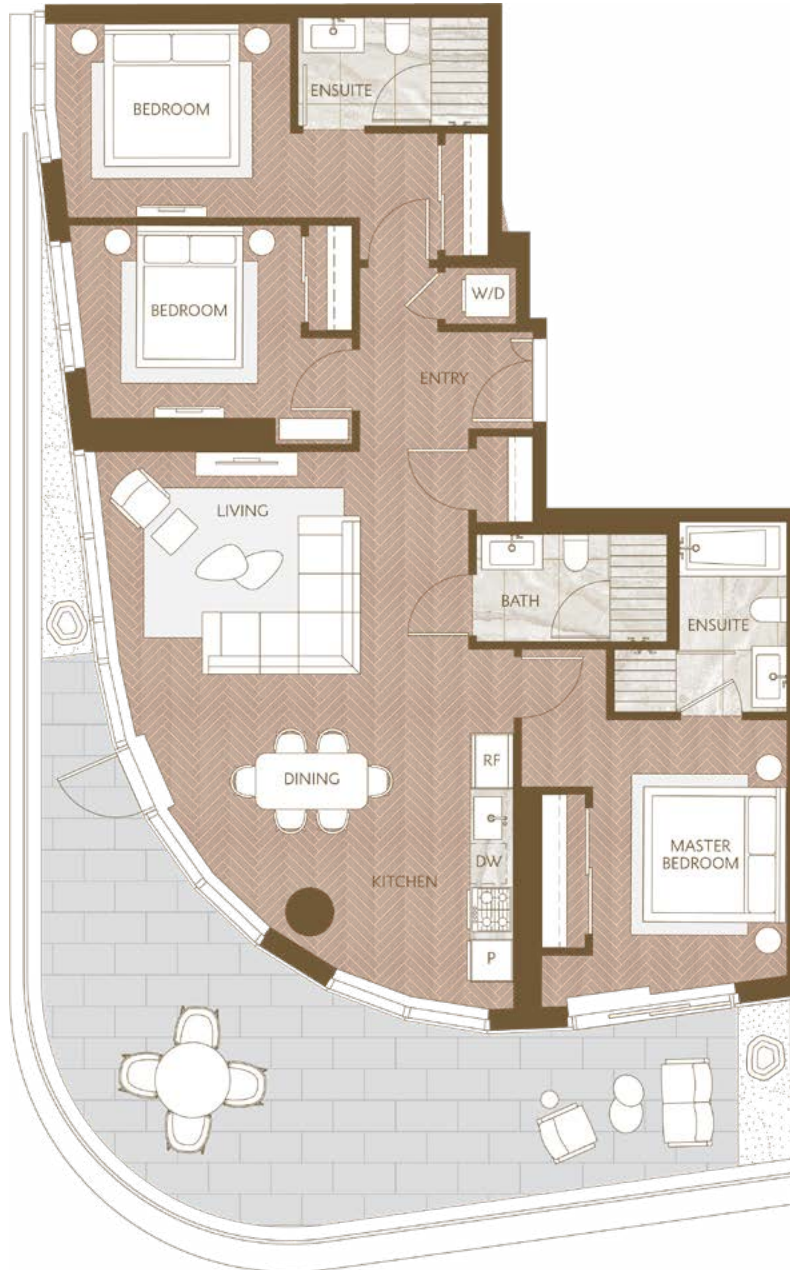 ENSUITE
BEDROOM
W/D
BEDROOM
ENTRY
LIVING
BATH
ENSUITE
RF
DINING
DW
MASTER
BEDROOM
KITCHEN
P